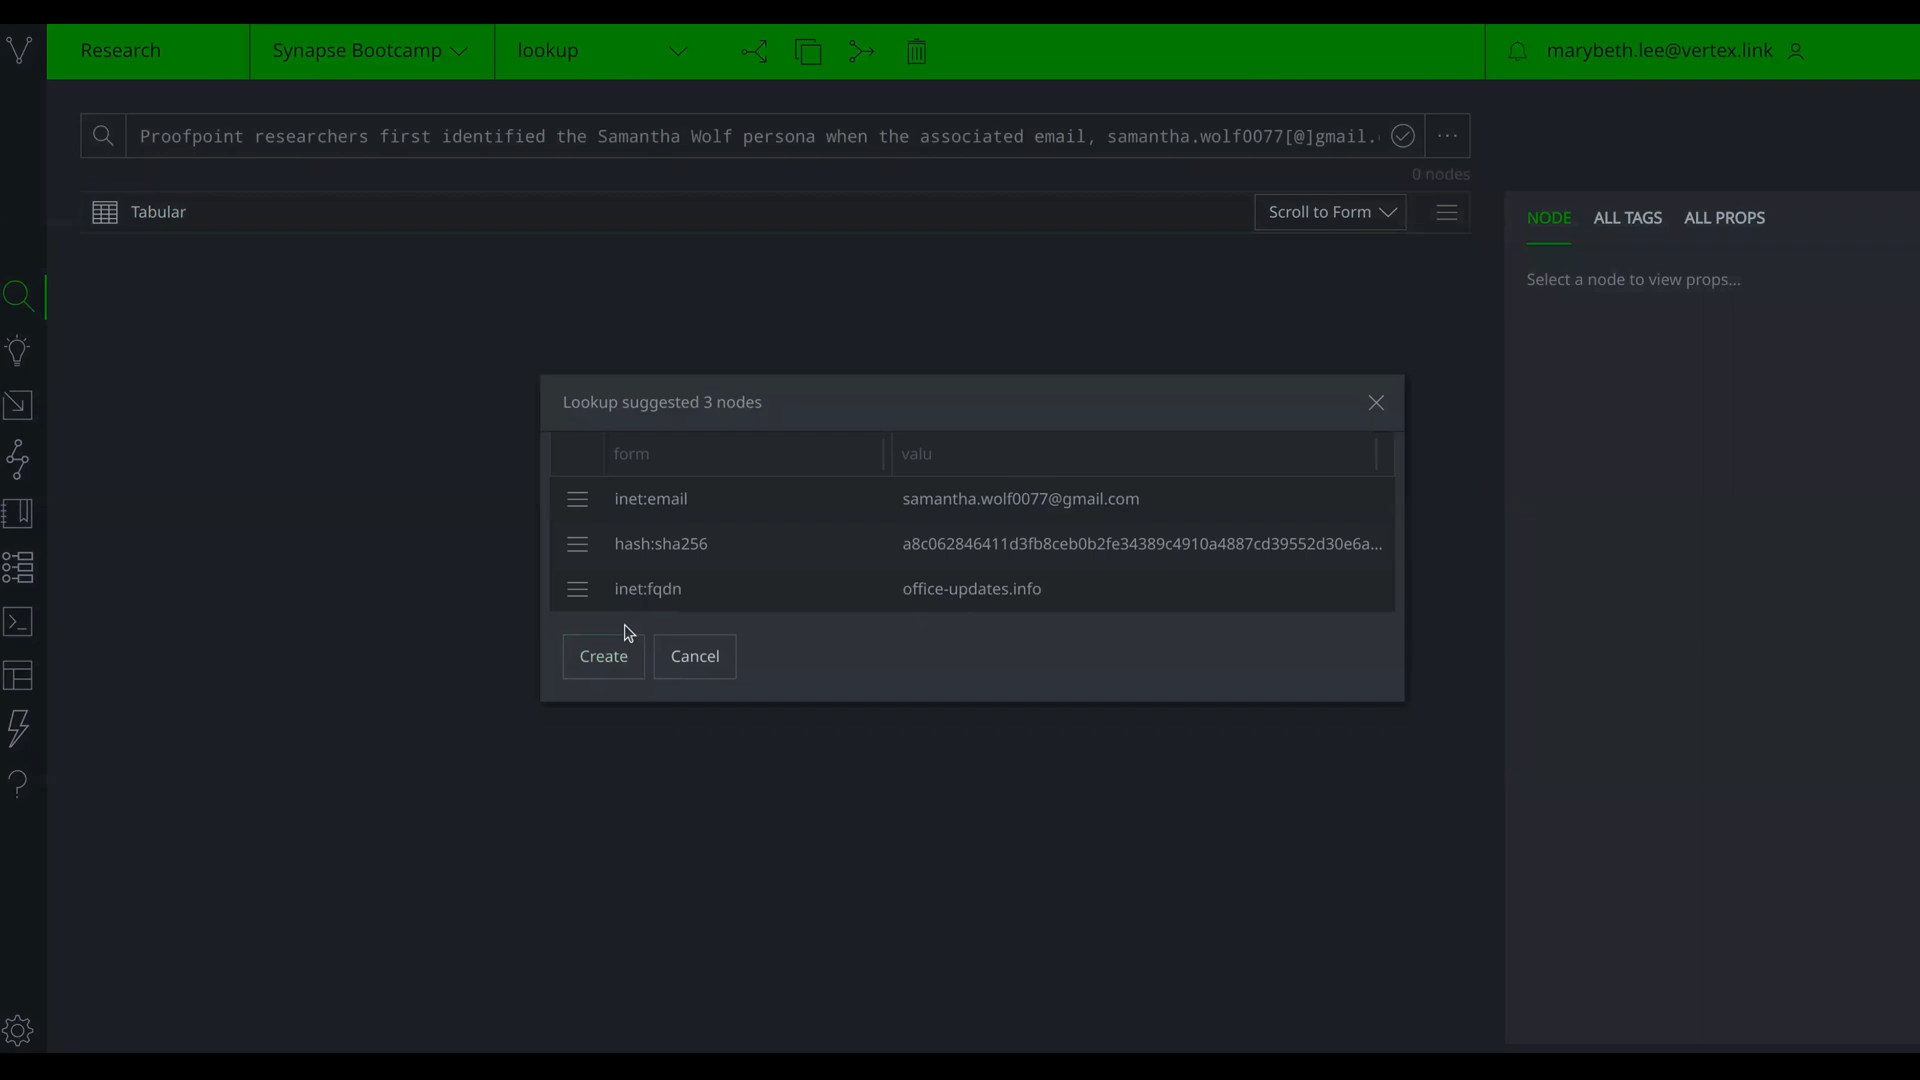 Research
Synapse Bootcamp
lookup
marybeth.lee@vertex.link
Proofpoint researchers first identified the Samantha Wolf persona when the associated email, samantha.wolf0077[@]gmail.
...
0 nodes
Tabular
Scroll to Form
NODE ALL TAGS ALL PROPS
Select a node to view props...
Lookup suggested 3 nodes
form valu
inet:email samantha.wolf0077@gmail.com
hash:sha256 a8c062846411d3fb8ceb0b2fe34389c4910a4887cd39552d30e6a...
inet:fqdn office-updates.info
Create Cancel